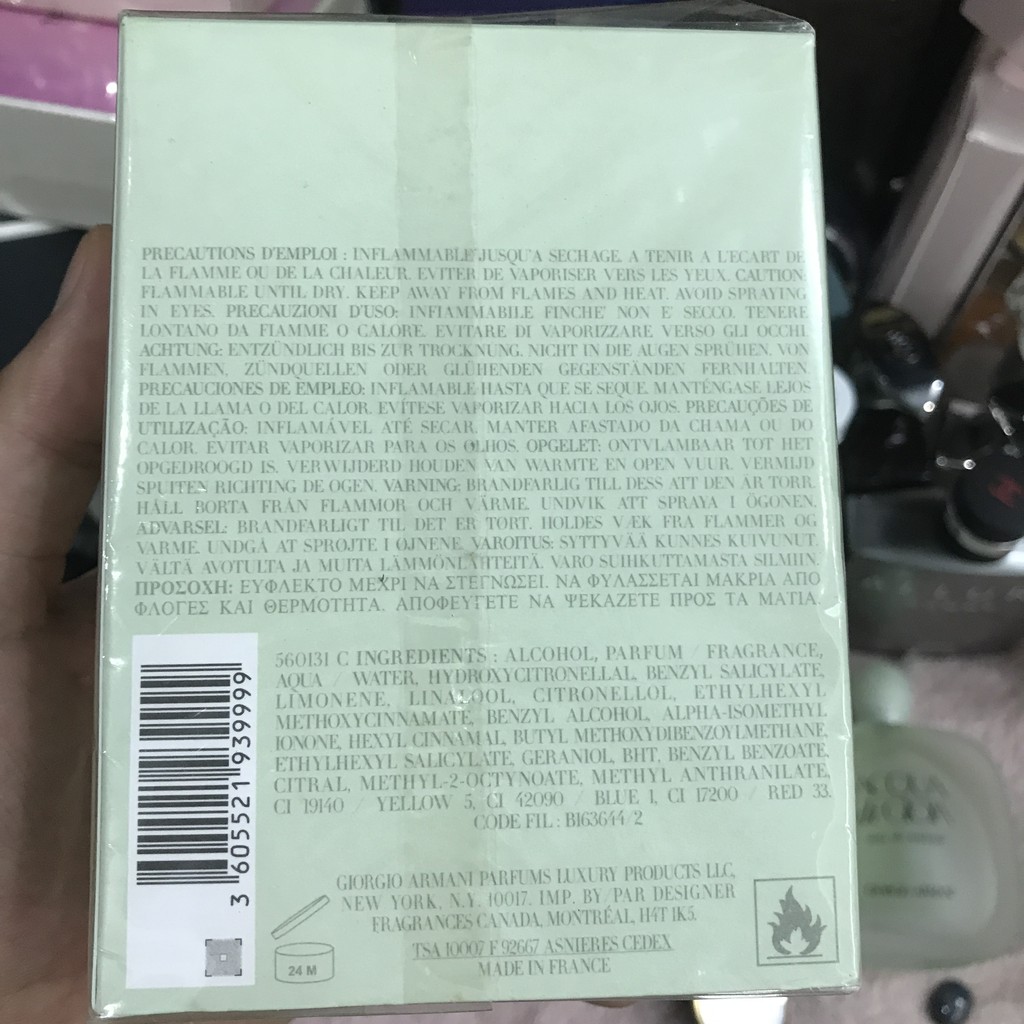 PRECAUTIONS D'EMPLOI : INFLAMMABLE JUSQU'A SECHAGE. A TENIR A L'ECART DE
LA FLAMME OU DE LA CHALEUR. EVITER DE VAPORISER VERS LES YEUX. CAUTION:
FLAMMABLE UNTIL DRY. KEEP AWAY FROM FLAMES AND HEAT. AVOID SPRAYING
IN EYES. PRECAUZIONI D'USO: INFIAMMABILE FINCHE' NON E' SECCO. TENERE
LONTANO DA FIAMME O CALORE. EVITARE DI VAPORIZZARE VERSO GLI OCCHI.
ACHTUNG: ENTZÜNDLICH BIS ZUR TROCKNUNG. NICHT IN DIE AUGEN SPRÜHEN. VON
FLAMMEN, ZÜNDQUELLEN ODER GLÜHENDEN GEGENSTÄNDEN FERNHALTEN.
PRECAUCIONES DE EMPLEO: INFLAMABLE HASTA QUE SE SEQUE. MANTÉNGASE LEJOS
DE LA LLAMA O DEL CALOR. EVÍTESE VAPORIZAR HACIA LOS OJOS. PRECAUÇÕES DE
UTILIZAÇÃO: INFLAMÁVEL ATÉ SECAR. MANTER AFASTADO DA CHAMA OU DO
CALOR. EVITAR VAPORIZAR PARA OS OLHOS. OPGELET: ONTVLAMBAAR TOT HET
OPGEDROOGD IS. VERWIJDERD HOUDEN VAN WARMTE EN OPEN VUUR. VERMIJD
SPUITEN RICHTING DE OGEN. VARNING: BRANDFARLIG TILL DESS ATT DEN ÄR TORR.
HÅLL BORTA FRÅN FLAMMOR OCH VÄRME. UNDVIK ATT SPRAYA I ÖGONEN.
ADVARSEL: BRANDFARLIGT TIL DET ER TØRT. HOLDES VÆK FRA FLAMMER OG
VARME. UNDGÅ AT SPRØJTE I ØJNENE. VAROITUS: SYTTYVÄÄ KUNNES KUIVUNUT.
VÄLTÄ AVOTULTA JA MUITA LÄMMÖNLÄHTEITÄ. VARO SUIHKUTTAMASTA SILMIIN.
ΠΡΟΣΟΧΗ: ΕΥΦΛΕΚΤΟ ΜΕΧΡΙ ΝΑ ΣΤΕΓΝΩΣΕΙ. ΝΑ ΦΥΛΑΣΣΕΤΑΙ ΜΑΚΡΙΑ ΑΠΟ
ΦΛΟΓΕΣ ΚΑΙ ΘΕΡΜΟΤΗΤΑ. ΑΠΟΦΕΥΓΕΤΕ ΝΑ ΨΕΚΑΖΕΤΕ ΠΡΟΣ ΤΑ ΜΑΤΙΑ.
3 605521 939999
560131 C INGREDIENTS : ALCOHOL, PARFUM / FRAGRANCE,
AQUA / WATER, HYDROXYCITRONELLAL, BENZYL SALICYLATE,
LIMONENE, LINALOOL, CITRONELLOL, ETHYLHEXYL
METHOXYCINNAMATE, BENZYL ALCOHOL, ALPHA-ISOMETHYL
IONONE, HEXYL CINNAMAL, BUTYL METHOXYDIBENZOYLMETHANE,
ETHYLHEXYL SALICYLATE, GERANIOL, BHT, BENZYL BENZOATE,
CITRAL, METHYL-2-OCTYNOATE, METHYL ANTHRANILATE,
CI 19140 / YELLOW 5, CI 42090 / BLUE 1, CI 17200 / RED 33.
CODE FIL : B163644/2
24 M
GIORGIO ARMANI PARFUMS LUXURY PRODUCTS LLC,
NEW YORK, N.Y. 10017. IMP. BY/PAR DESIGNER
FRAGRANCES CANADA, MONTRÉAL, H4T 1K5.
TSA 10007 F 92667 ASNIERES CEDEX
MADE IN FRANCE